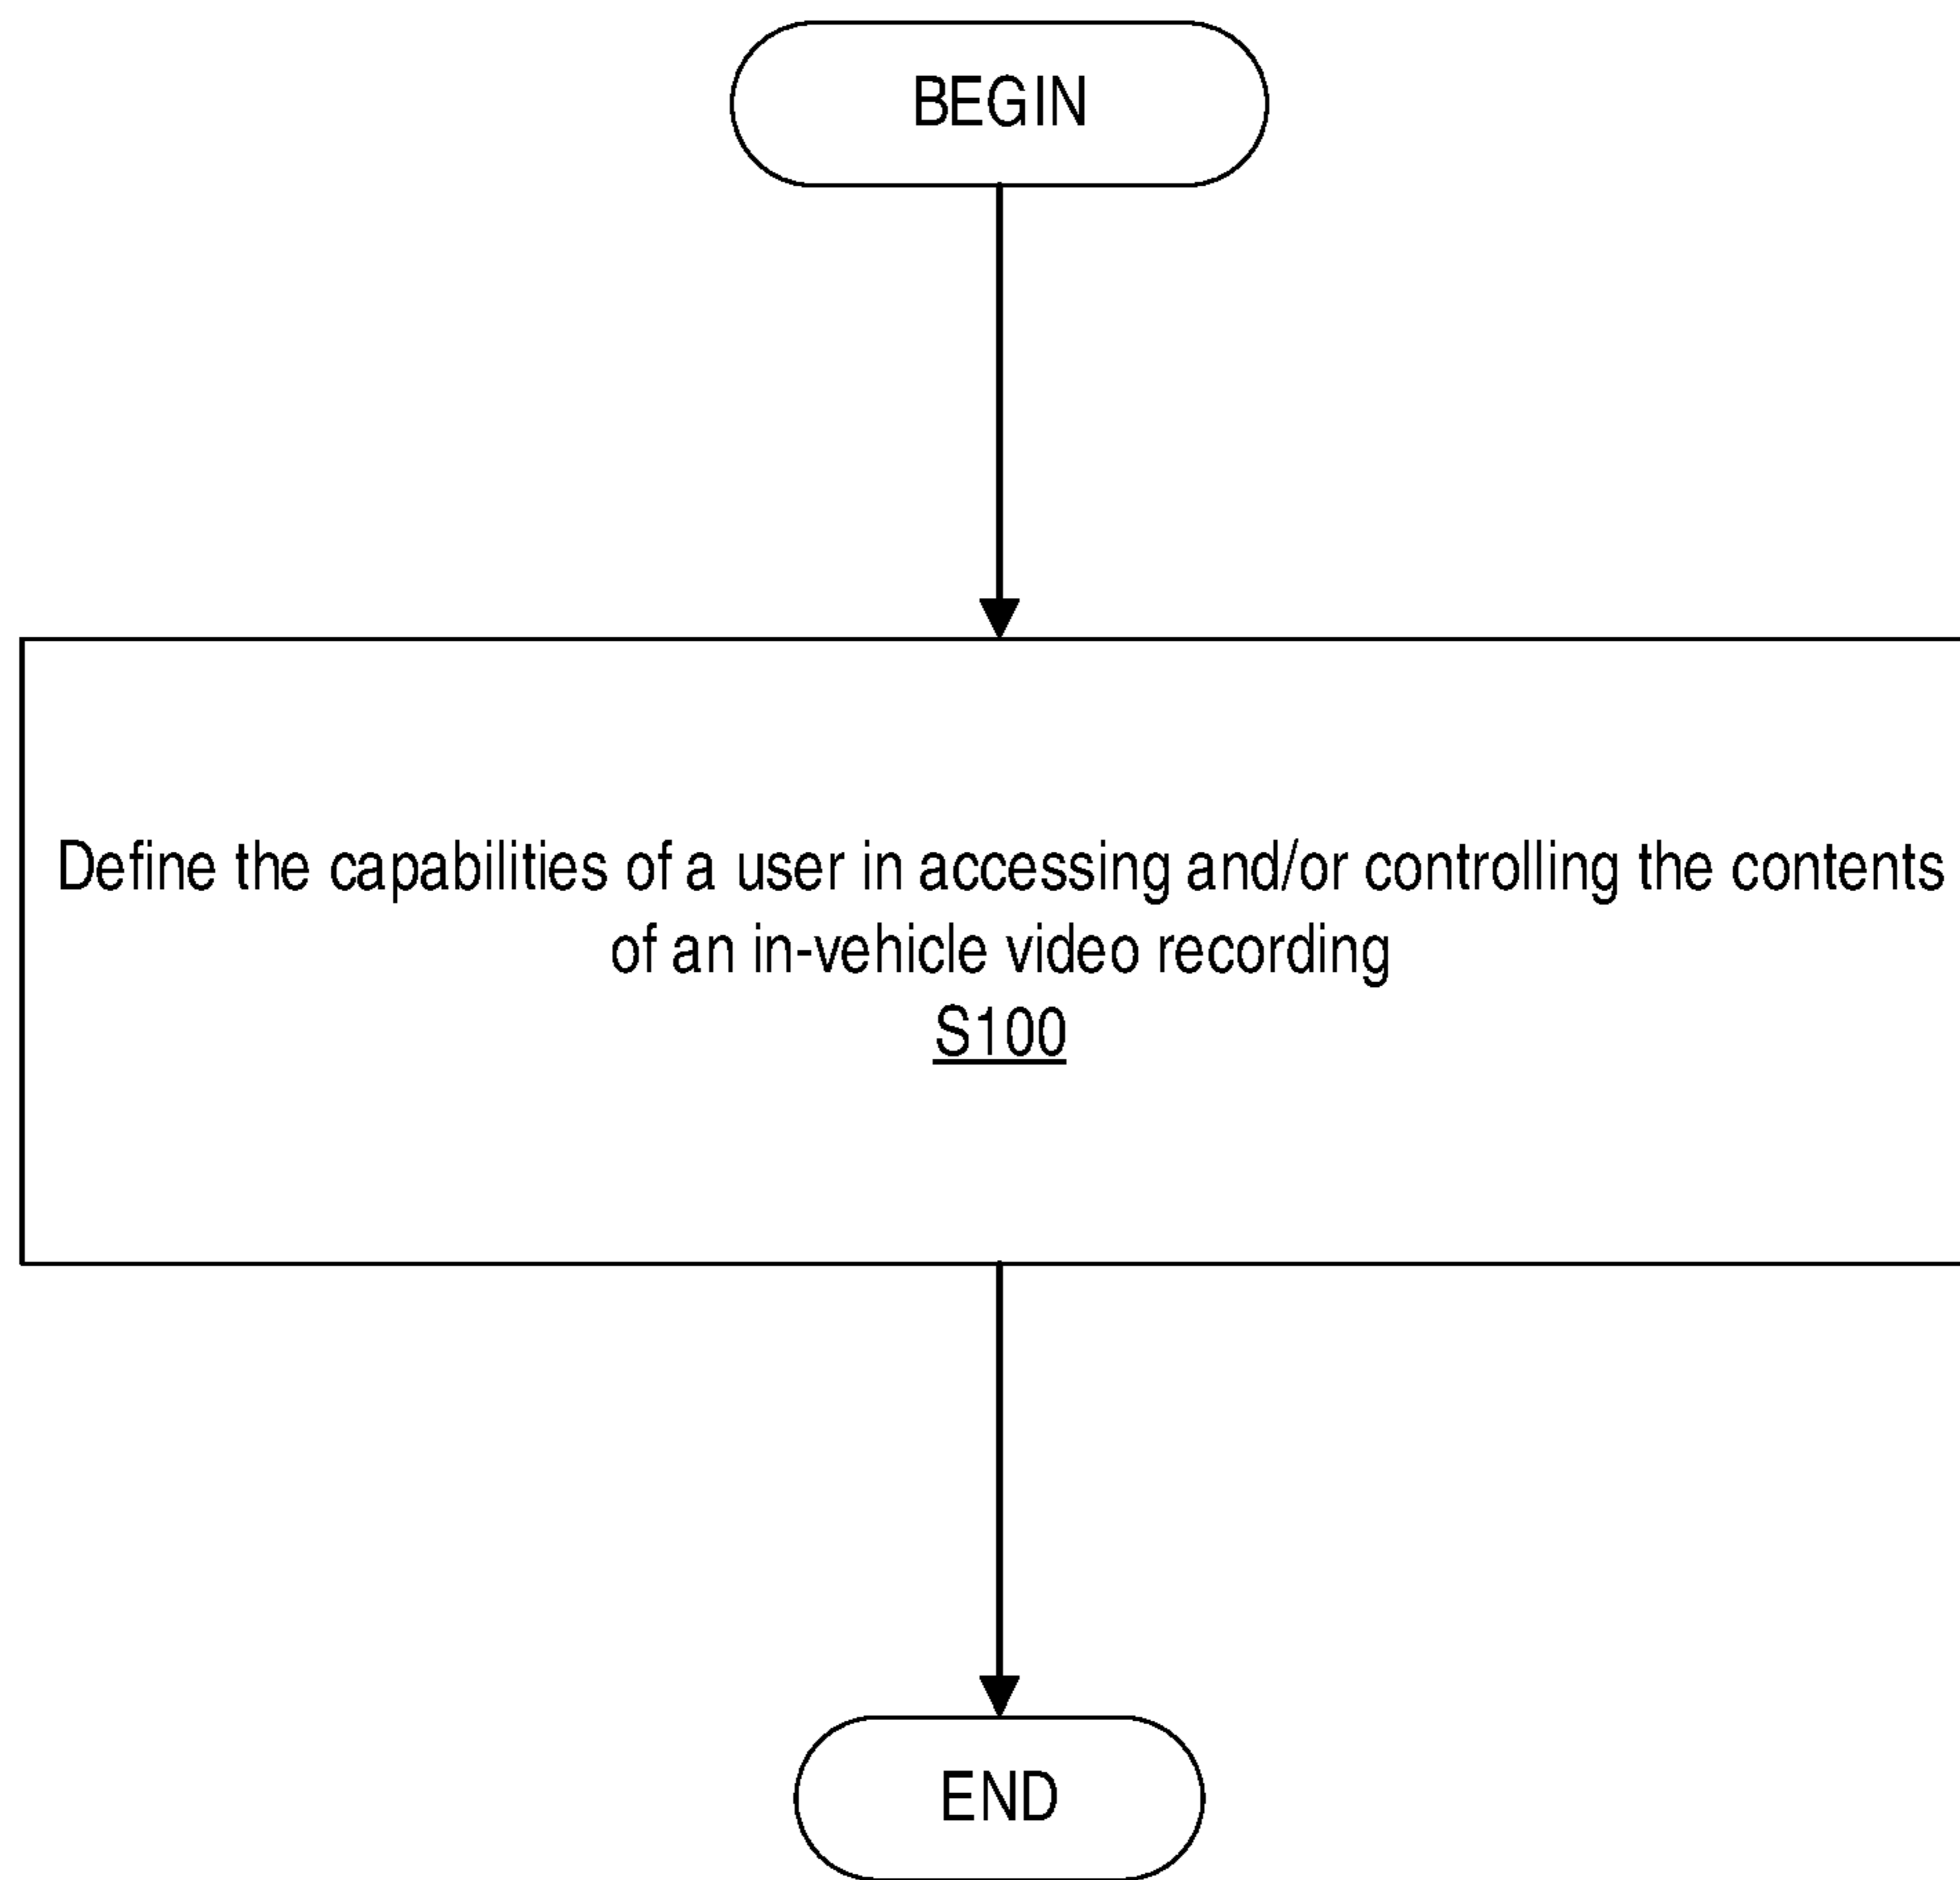 BEGIN
Define the capabilities of a user in accessing and/or controlling the contents
of an in-vehicle video recording
S100
END